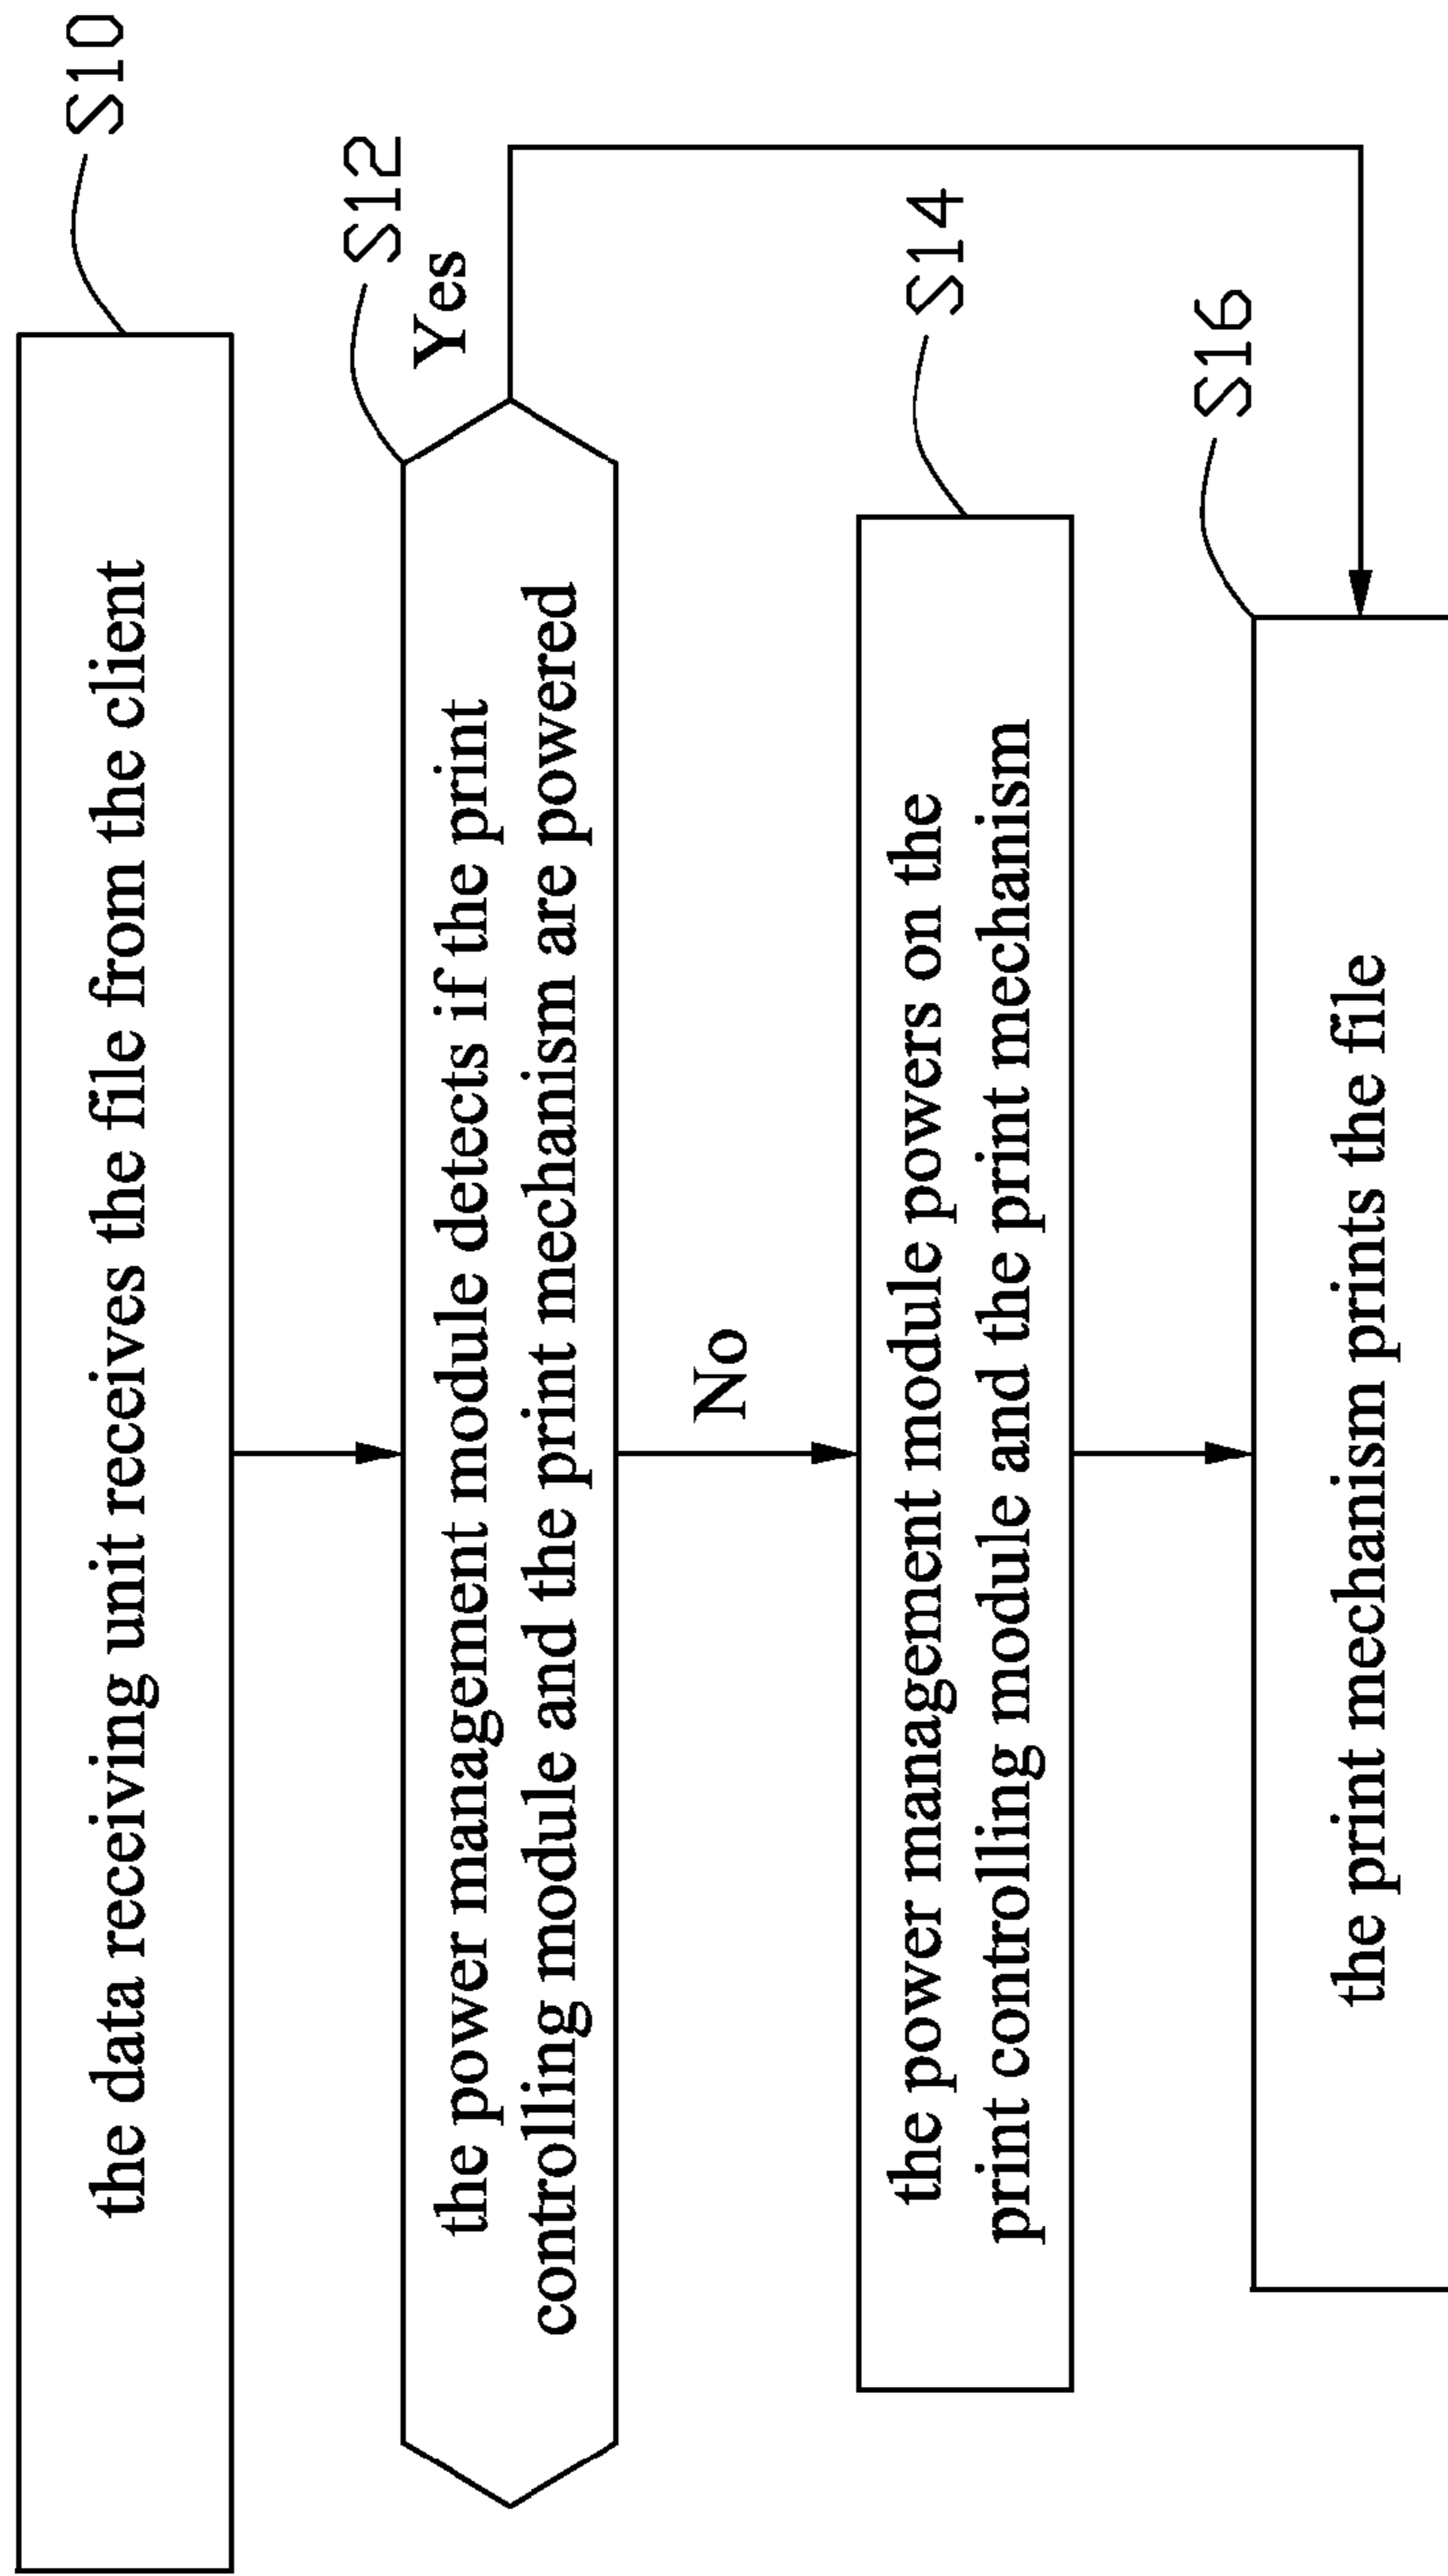 S10
the data receiving unit receives the file from the client
S12
the power management module detects if the print
controlling module and the print mechanism are powered
Yes
No
S14
the power management module powers on the
print controlling module and the print mechanism
S16
the print mechanism prints the file